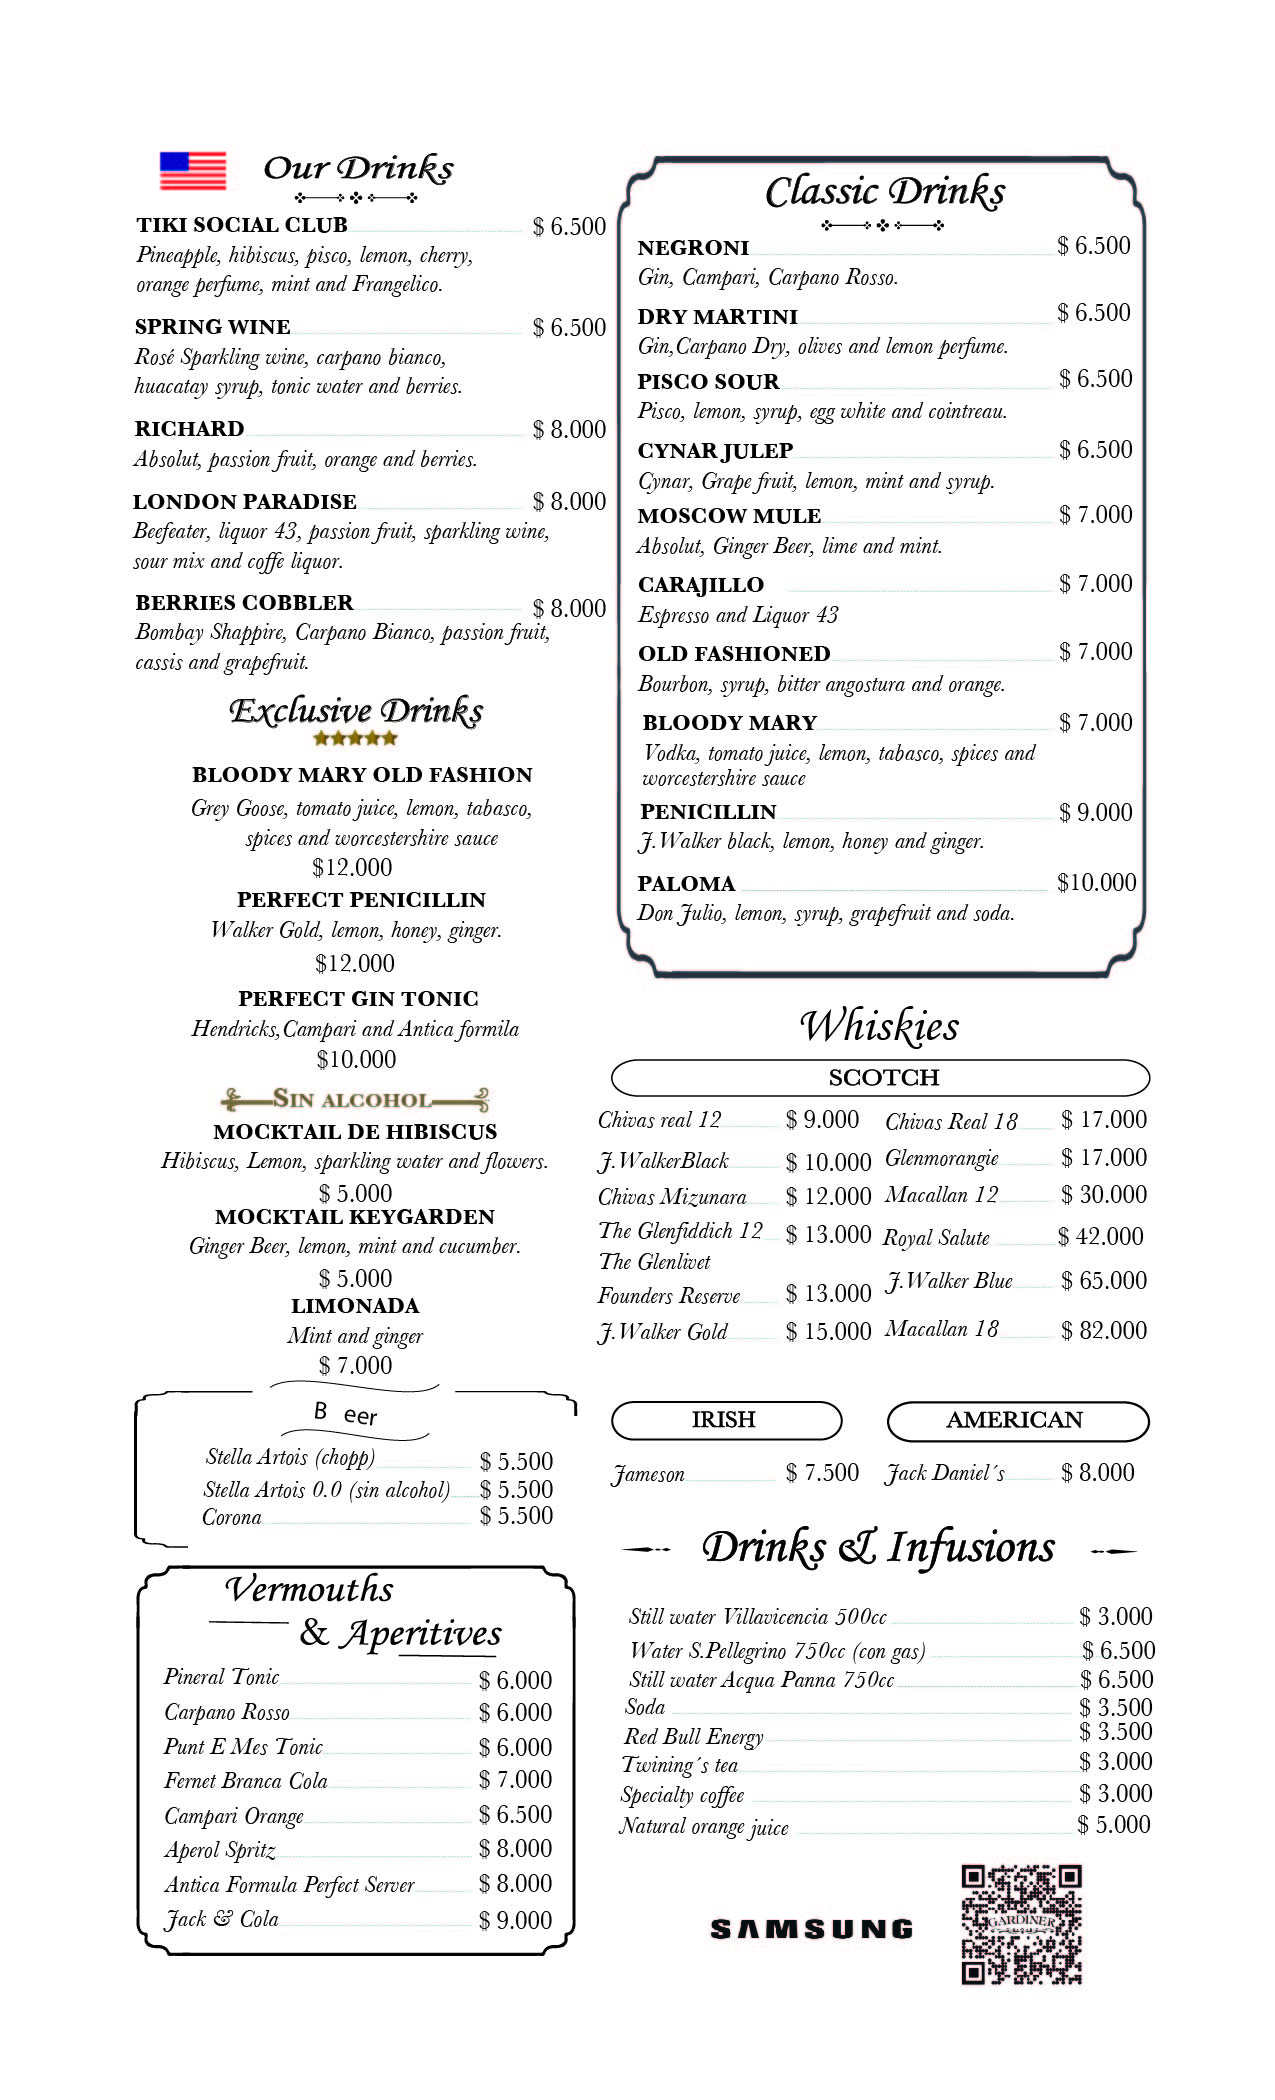 Our Drinks
TIKI SOCIAL CLUB $ 6.500
Pineapple, hibiscus, pisco, lemon, cherry,
orange perfume, mint and Frangelico.
SPRING WINE $ 6.500
Rosé Sparkling wine, carpano bianco,
huacatay syrup, tonic water and berries.
RICHARD $ 8.000
Absolut, passion fruit, orange and berries.
LONDON PARADISE $ 8.000
Beefeater, liquor 43, passion fruit, sparkling wine,
sour mix and coffe liquor.
BERRIES COBBLER $ 8.000
Bombay Shappire, Carpano Bianco, passion fruit,
cassis and grapefruit.
Exclusive Drinks
BLOODY MARY OLD FASHION
Grey Goose, tomato juice, lemon, tabasco,
spices and worcestershire sauce
$12.000
PERFECT PENICILLIN
Walker Gold, lemon, honey, ginger.
$12.000
PERFECT GIN TONIC
Hendricks,Campari and Antica formila
$10.000
SIN ALCOHOL
MOCKTAIL DE HIBISCUS
Hibiscus, Lemon, sparkling water and flowers.
$ 5.000
MOCKTAIL KEYGARDEN
Ginger Beer, lemon, mint and cucumber.
$ 5.000
LIMONADA
Mint and ginger
$ 7.000
B eer
Stella Artois (chopp) $ 5.500
Stella Artois 0.0 (sin alcohol) $ 5.500
Corona $ 5.500
Vermouths
& Aperitives
Pineral Tonic $ 6.000
Carpano Rosso $ 6.000
Punt E Mes Tonic $ 6.000
Fernet Branca Cola $ 7.000
Campari Orange $ 6.500
Aperol Spritz $ 8.000
Antica Formula Perfect Server $ 8.000
Jack & Cola $ 9.000
Classic Drinks
NEGRONI $ 6.500
Gin, Campari, Carpano Rosso.
DRY MARTINI $ 6.500
Gin,Carpano Dry, olives and lemon perfume.
PISCO SOUR $ 6.500
Pisco, lemon, syrup, egg white and cointreau.
CYNAR JULEP $ 6.500
Cynar, Grape fruit, lemon, mint and syrup.
MOSCOW MULE $ 7.000
Absolut, Ginger Beer, lime and mint.
CARAJILLO $ 7.000
Espresso and Liquor 43
OLD FASHIONED $ 7.000
Bourbon, syrup, bitter angostura and orange.
BLOODY MARY $ 7.000
Vodka, tomato juice, lemon, tabasco, spices and
worcestershire sauce
PENICILLIN $ 9.000
J.Walker black, lemon, honey and ginger.
PALOMA $10.000
Don Julio, lemon, syrup, grapefruit and soda.
Whiskies
SCOTCH
Chivas real 12 $ 9.000
J.WalkerBlack $ 10.000
Chivas Mizunara $ 12.000
The Glenfiddich 12 $ 13.000
The Glenlivet
Founders Reserve $ 13.000
J.Walker Gold $ 15.000
Chivas Real 18 $ 17.000
Glenmorangie $ 17.000
Macallan 12 $ 30.000
Royal Salute $ 42.000
J.Walker Blue $ 65.000
Macallan 18 $ 82.000
IRISH
Jameson $ 7.500
AMERICAN
Jack Daniel´s $ 8.000
Drinks & Infusions
Still water Villavicencia 500cc $ 3.000
Water S.Pellegrino 750cc (con gas) $ 6.500
Still water Acqua Panna 750cc $ 6.500
Soda $ 3.500
Red Bull Energy $ 3.500
Twining´s tea $ 3.000
Specialty coffee $ 3.000
Natural orange juice $ 5.000
SAMSUNG
GARDINER